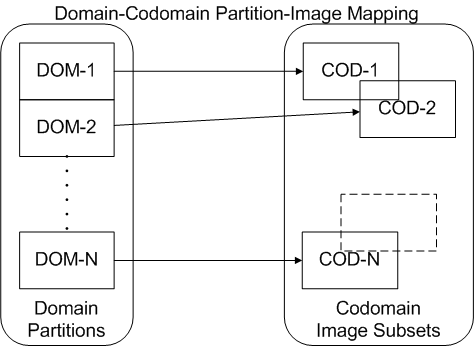 Domain-Codomain Partition-Image Mapping
DOM-1
COD-1
DOM-2
COD-2
DOM-N
COD-N
Domain
Partitions
Codomain
Image Subsets